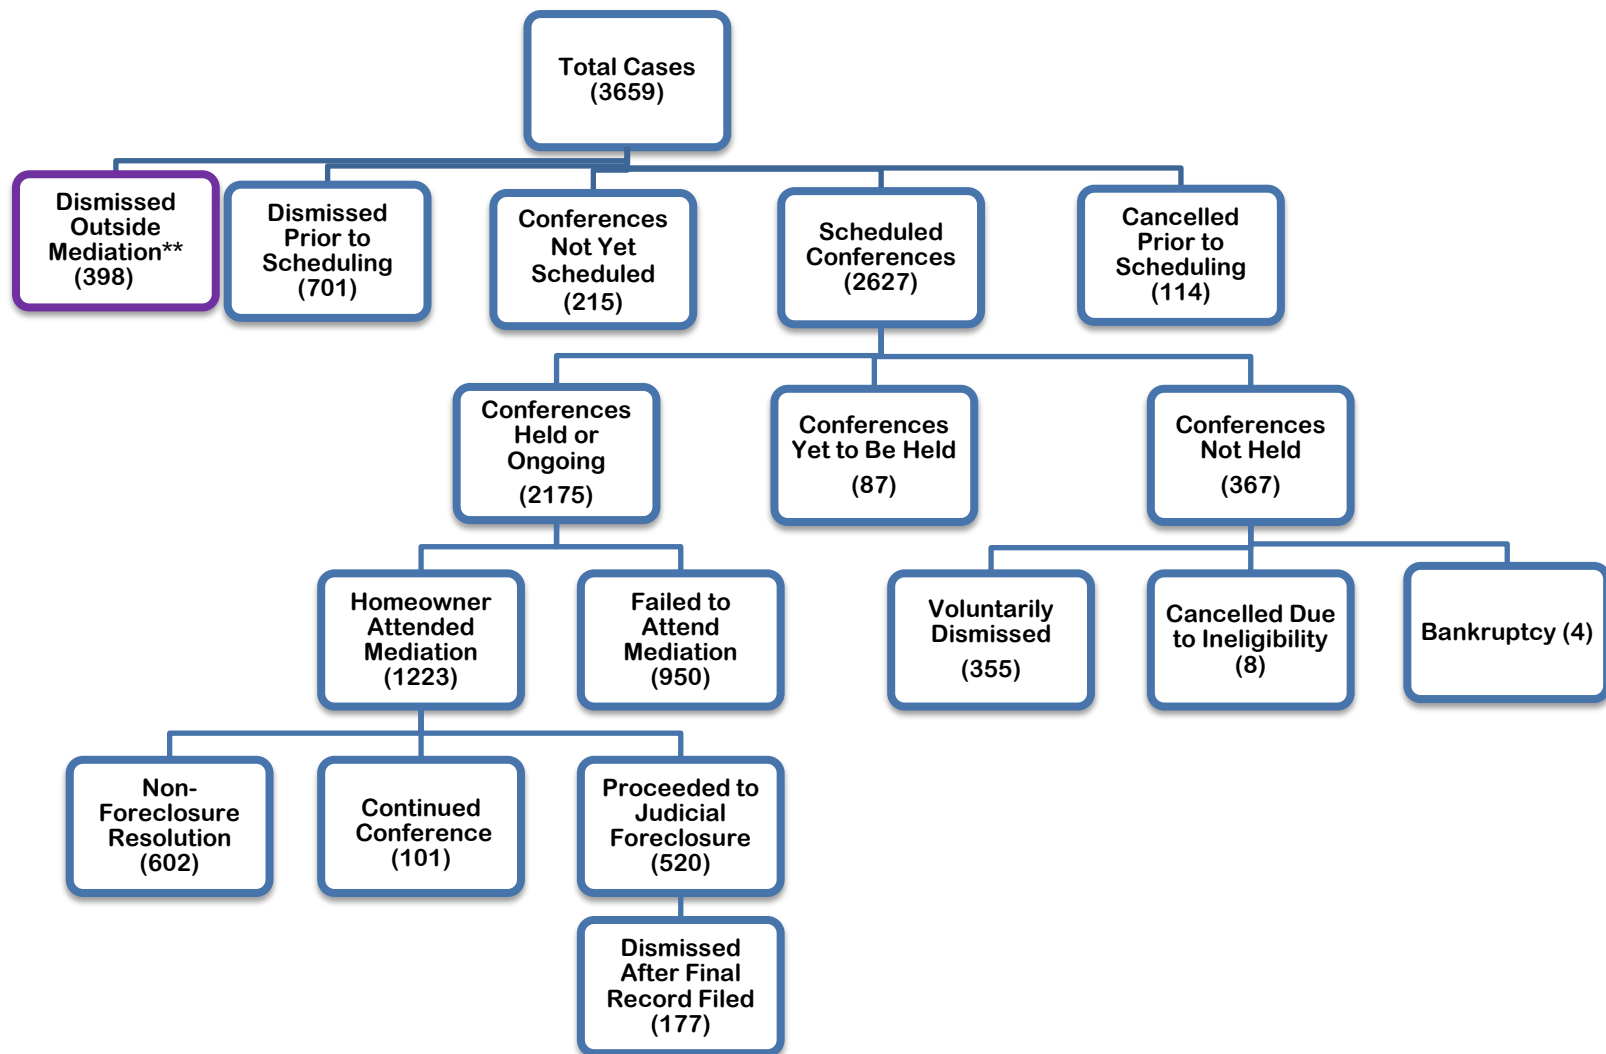 Total Cases
(3659)
Dismissed
Outside
Mediation**
(398)
Dismissed
Prior to
Scheduling
(701)
Conferences
Not Yet
Scheduled
(215)
Scheduled
Conferences
(2627)
Cancelled
Prior to
Scheduling
(114)
Conferences
Held or
Ongoing
(2175)
Conferences
Yet to Be Held
(87)
Conferences
Not Held
(367)
Homeowner
Attended
Mediation
(1223)
Failed to
Attend
Mediation
(950)
Voluntarily
Dismissed
(355)
Cancelled Due
to Ineligibility
(8)
Bankruptcy (4)
Non-
Foreclosure
Resolution
(602)
Continued
Conference
(101)
Proceeded to
Judicial
Foreclosure
(520)
Dismissed
After Final
Record Filed
(177)